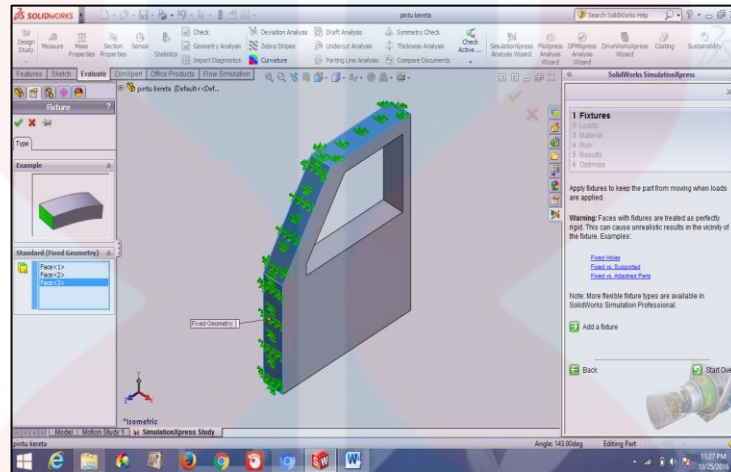 SOLIDWORKS
pintu kereta
Search SolidWorks Help
Design Study
Measure
Mass Properties
Section Properties
Sensor
Statistics
Check
Geometry Analysis
Import Diagnostics
Deviation Analysis
Zebra Stripes
Curvature
Draft Analysis
Undercut Analysis
Parting Line Analysis
Symmetry Check
Thickness Analysis
Compare Documents
Check Active ...
SimulationXpress Analysis Wizard
FloXpress Analysis Wizard
DFMXpress Analysis Wizard
DriveWorksXpress Wizard
Costing
Sustainability
Features Sketch Evaluate DimXpert Office Products Flow Simulation
pintu kereta (Default<<Def...
SolidWorks SimulationXpress
Fixture ?
Type
Example
Standard (Fixed Geometry)
Face<1>
Face<2>
Face<3>
Fixed Geometry:
1 Fixtures
2 Loads
3 Material
4 Run
5 Results
6 Optimize
Apply fixtures to keep the part from moving when loads
are applied.
Warning: Faces with fixtures are treated as perfectly
rigid. This can cause unrealistic results in the vicinity of
the fixture. Examples:
Fixed Holes
Fixed vs. Supported
Fixed vs. Attached Parts
Note: More flexible fixture types are available in
SolidWorks Simulation Professional.
Add a fixture
Back
Start Over
*Isometric
Model Motion Study 1 SimulationXpress Study
pintu kereta
Angle: 143.90deg
Editing Part
11:27 PM
10/25/2016